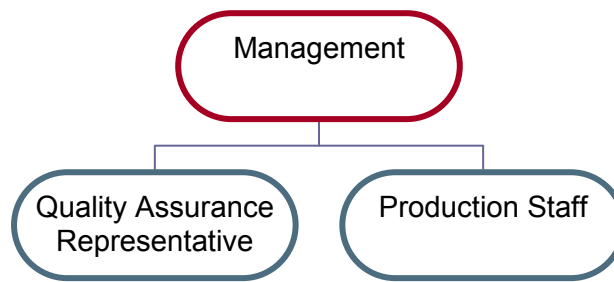 Management
Quality Assurance
Representative
Production Staff